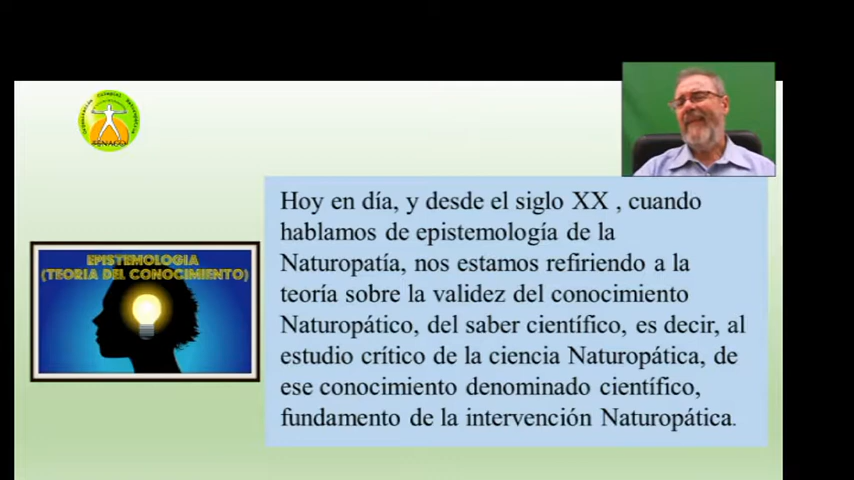 SENACO
EPISTEMOLOGIA
(TEORIA DEL CONOCIMIENTO)
Hoy en día, y desde el siglo XX , cuando
hablamos de epistemología de la
Naturopatía, nos estamos refiriendo a la
teoría sobre la validez del conocimiento
Naturopático, del saber científico, es decir, al
estudio crítico de la ciencia Naturopática, de
ese conocimiento denominado científico,
fundamento de la intervención Naturopática.